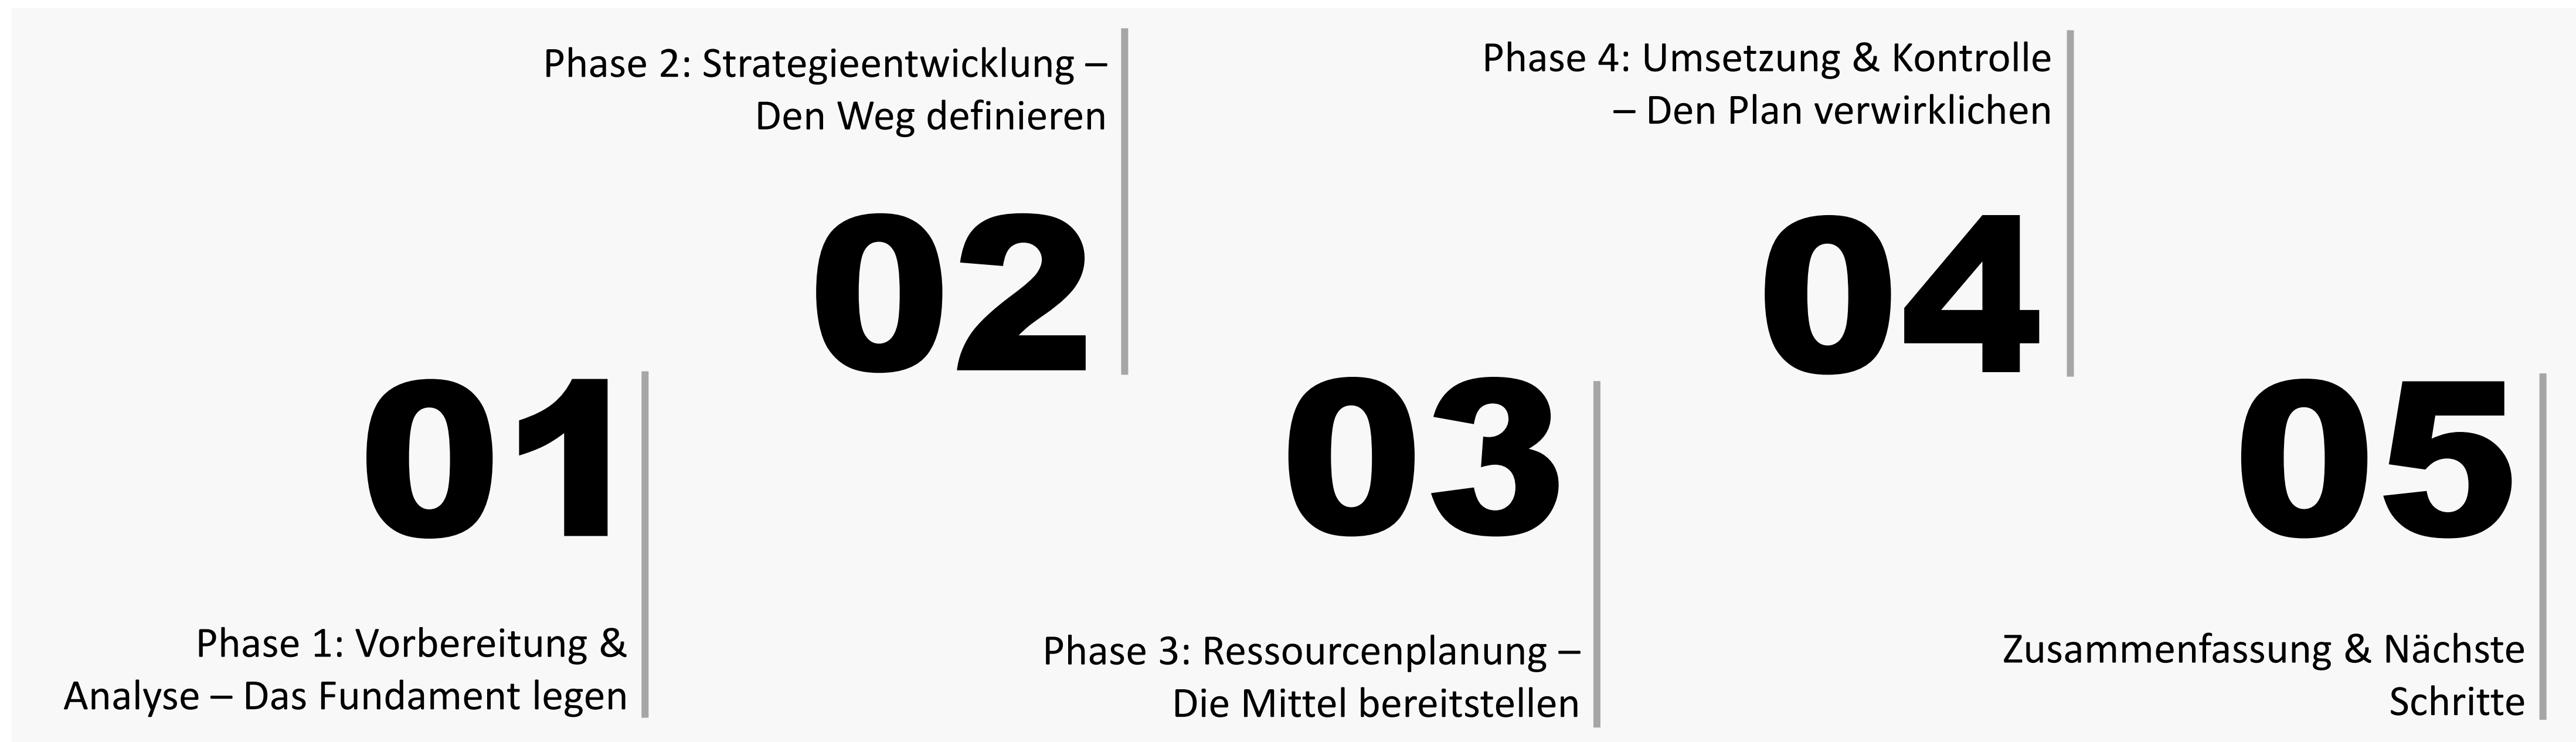 01
Phase 1: Vorbereitung &
Analyse – Das Fundament legen
Phase 2: Strategieentwicklung –
Den Weg definieren
02
03
Phase 3: Ressourcenplanung –
Die Mittel bereitstellen
Phase 4: Umsetzung & Kontrolle
– Den Plan verwirklichen
04
05
Zusammenfassung & Nächste
Schritte